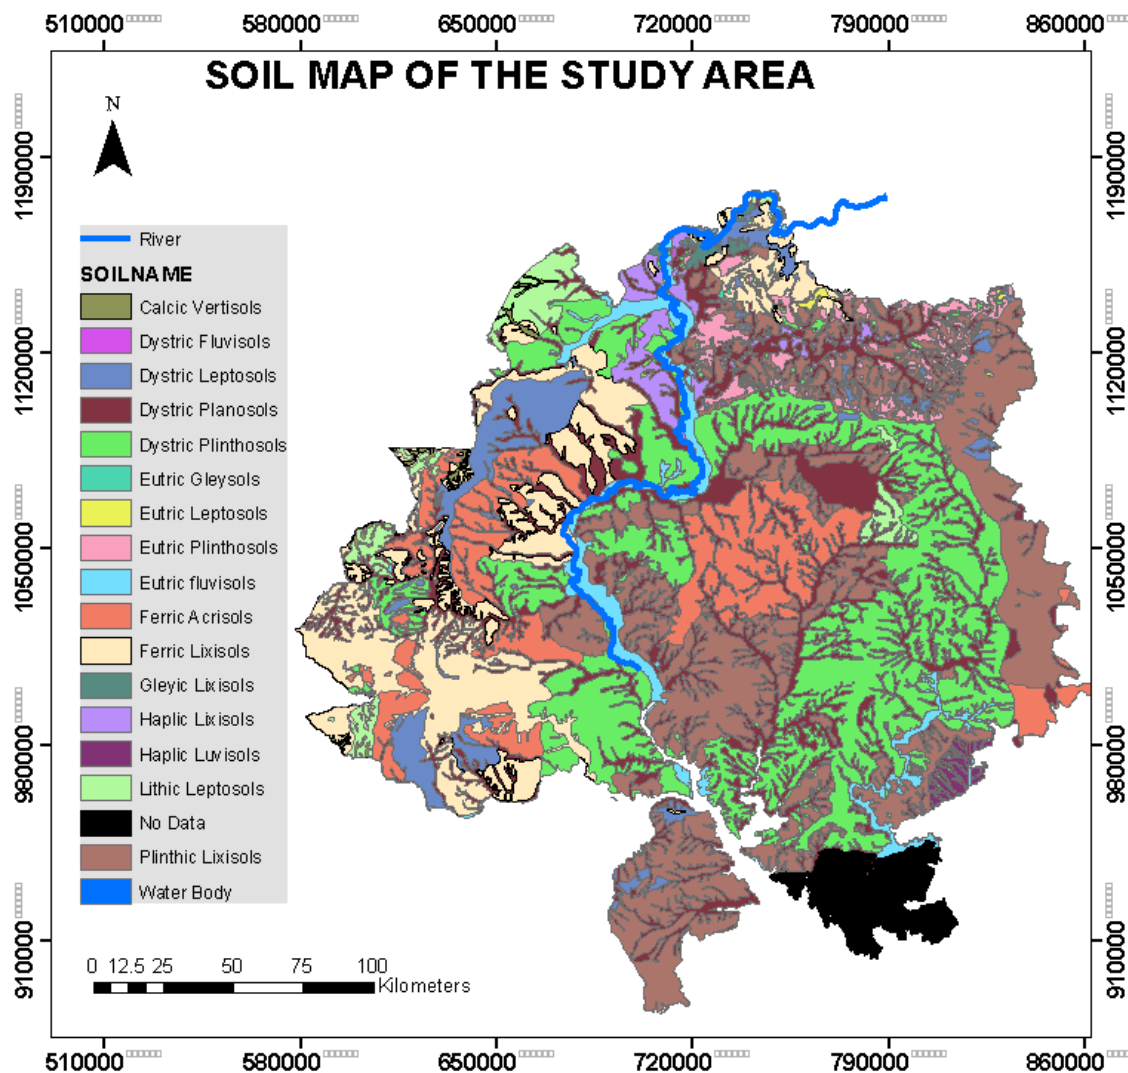 510000 580000 650000 720000 790000 860000
SOIL MAP OF THE STUDY AREA
N
1190000
1190000
River
SOILNAME
Calcic Vertisols
Dystric Fluvisols
Dystric Leptosols
Dystric Planosols
Dystric Plinthosols
Eutric Gleysols
Eutric Leptosols
Eutric Plinthosols
Eutric fluvisols
Ferric Acrisols
Ferric Lixisols
Gleyic Lixisols
Haplic Lixisols
Haplic Luvisols
Lithic Leptosols
No Data
Plinthic Lixisols
Water Body
1120000
1120000
1050000
1050000
980000
980000
910000
910000
0 12.5 25 50 75 100
Kilometers
510000 580000 650000 720000 790000 860000